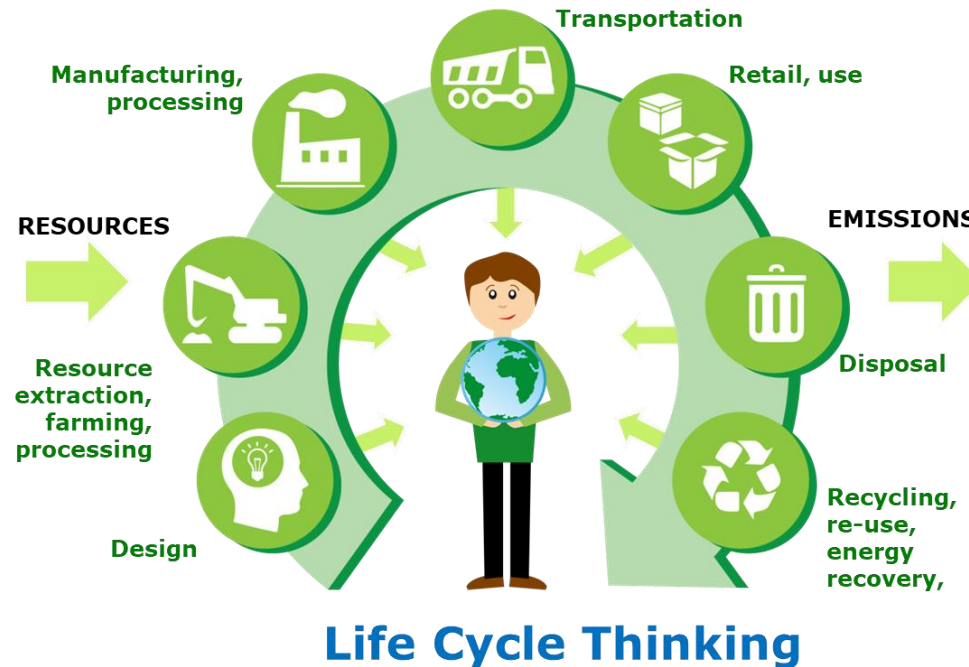 Transportation
Manufacturing,
processing
Retail, use
RESOURCES
EMISSIONS
Resource
extraction,
farming,
processing
Disposal
Design
Recycling,
re-use,
energy
recovery,
Life Cycle Thinking